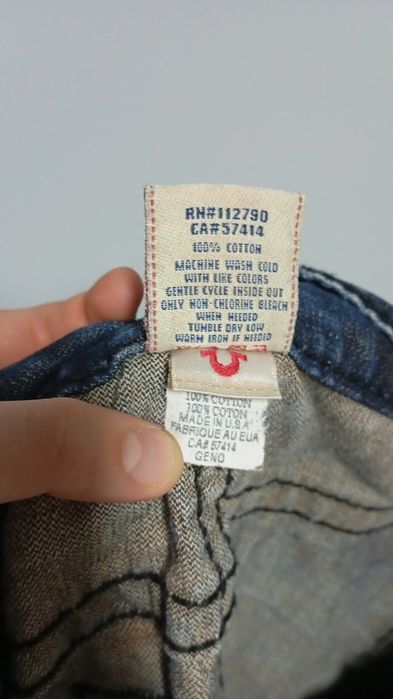 RN#112790
CA#57414
100% COTTON
MACHINE WASH COLD
WITH LIKE COLORS
GENTLE CYCLE INSIDE OUT
ONLY NON-CHLORINE BLEACH
WHEN NEEDED
TUMBLE DRY LOW
WARM IRON IF NEEDED
100% COTTON
100% COTON
MADE IN U.S.A
FABRIQUE AU EUA
CA# 57414
GENO